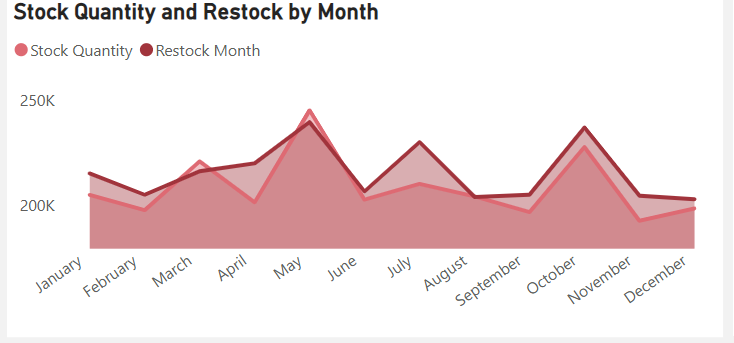 Stock Quantity and Restock by Month
Stock Quantity Restock Month
250K
200K
January February March April May June July August September October November December